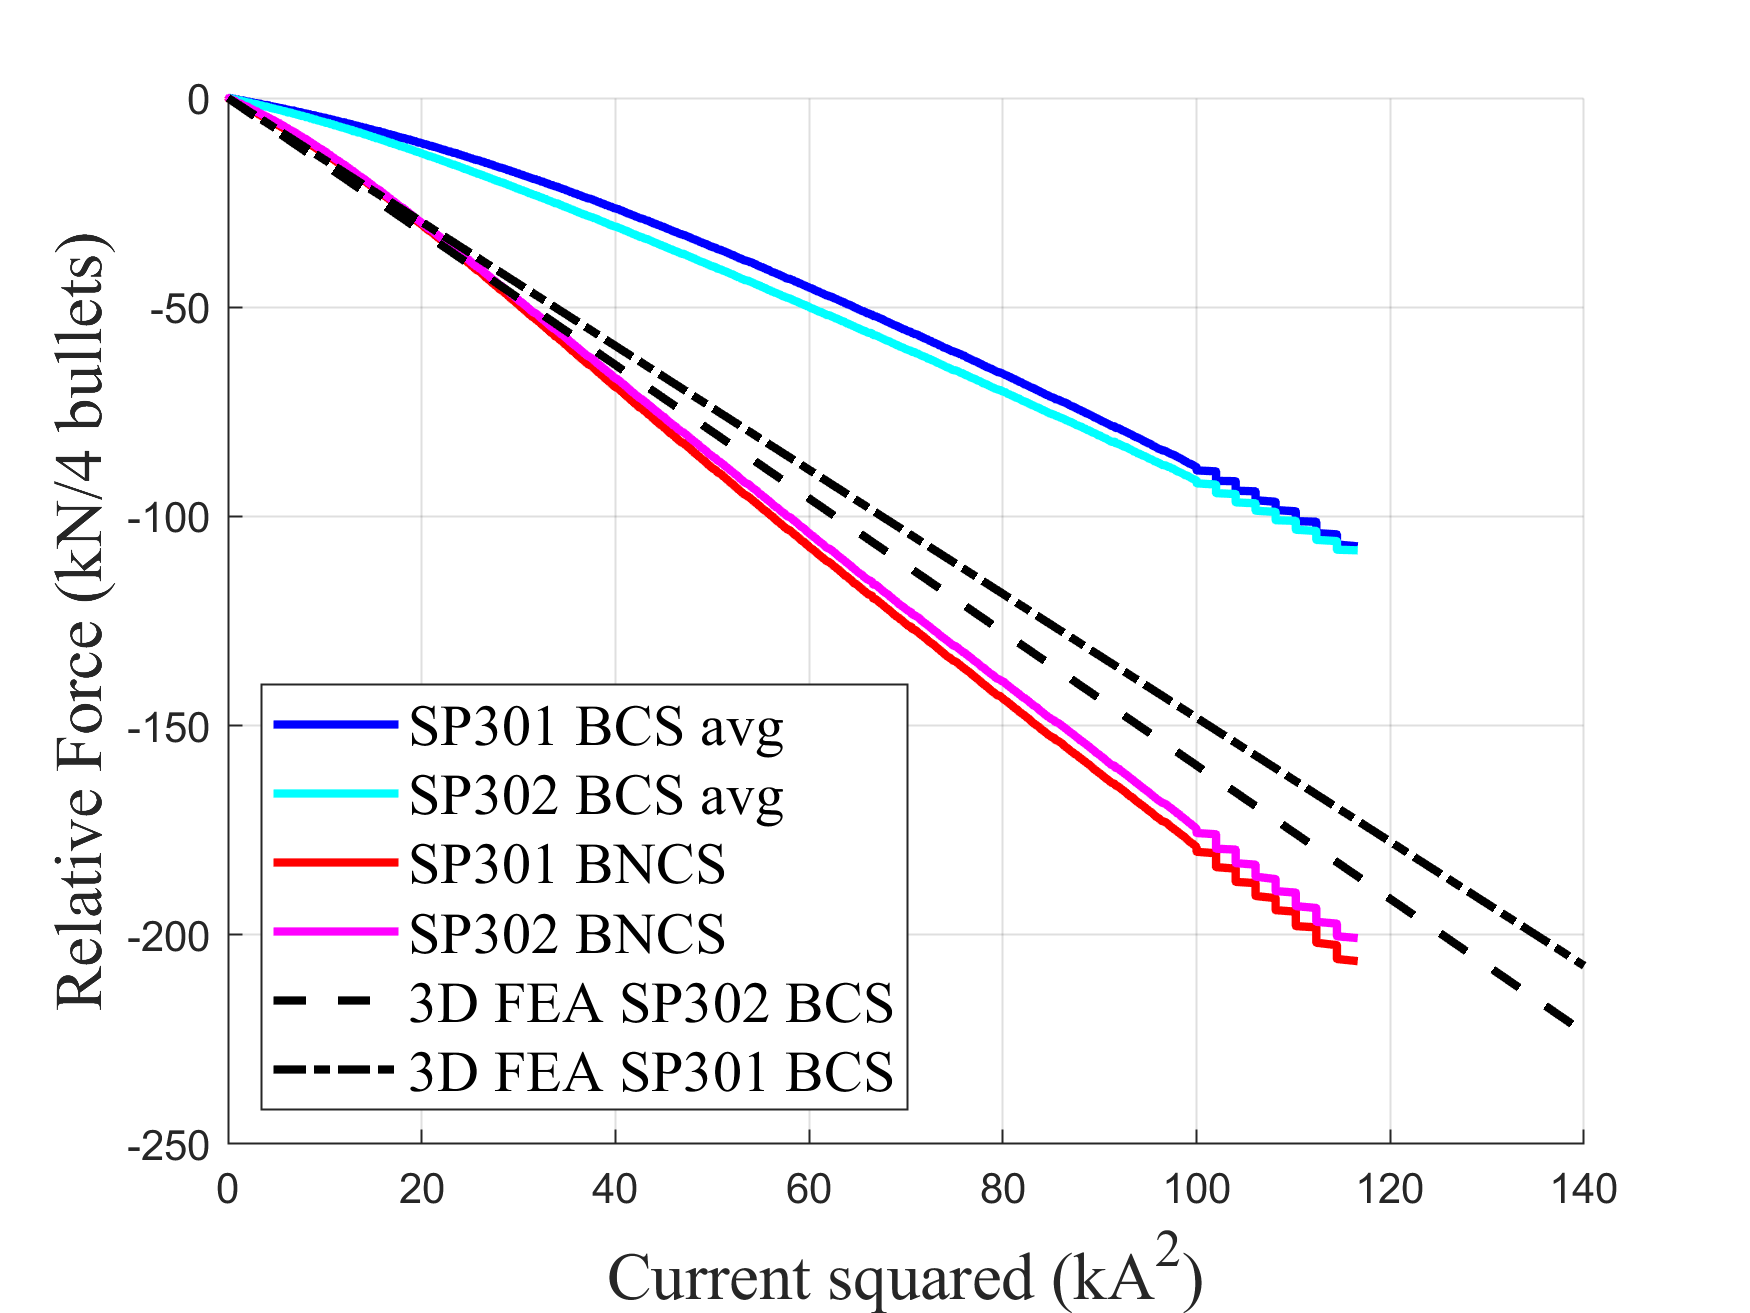 0
-50
-100
-150
-200
-250
0 20 40 60 80 100 120 140
Relative Force (kN/4 bullets)
Current squared (kA²)
SP301 BCS avg
SP302 BCS avg
SP301 BNCS
SP302 BNCS
3D FEA SP302 BCS
3D FEA SP301 BCS